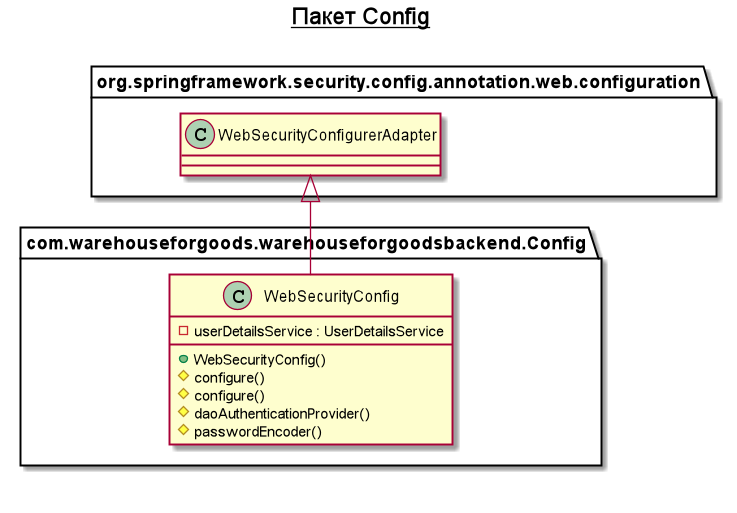 Пакет Config
org.springframework.security.config.annotation.web.configuration
C WebSecurityConfigurerAdapter
com.warehouseforgoods.warehouseforgoodsbackend.Config
C WebSecurityConfig
userDetailsService : UserDetailsService
WebSecurityConfig()
configure()
configure()
daoAuthenticationProvider()
passwordEncoder()